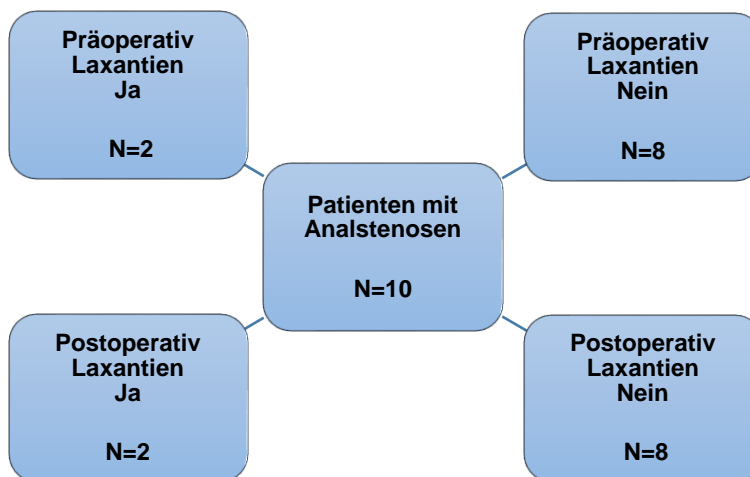 Präoperativ
Laxantien
Ja
N=2
Präoperativ
Laxantien
Nein
N=8
Patienten mit
Analstenosen
N=10
Postoperativ
Laxantien
Ja
N=2
Postoperativ
Laxantien
Nein
N=8